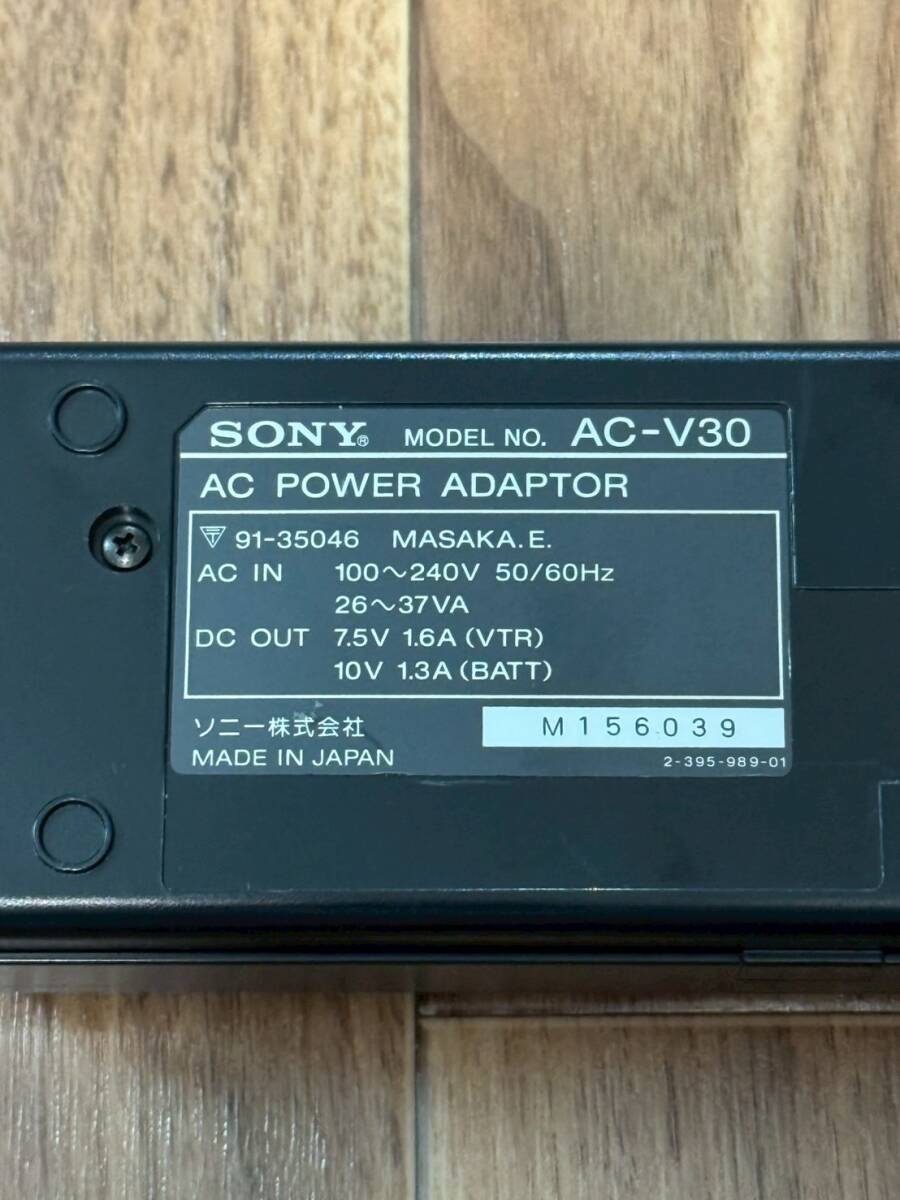 SONY® MODEL NO. AC-V30
AC POWER ADAPTOR
91-35046 MASAKA.E.
AC IN 100～240V 50/60Hz
26～37VA
DC OUT 7.5V 1.6A (VTR)
10V 1.3A (BATT)
ソニー株式会社 M156039
MADE IN JAPAN 2-395-989-01